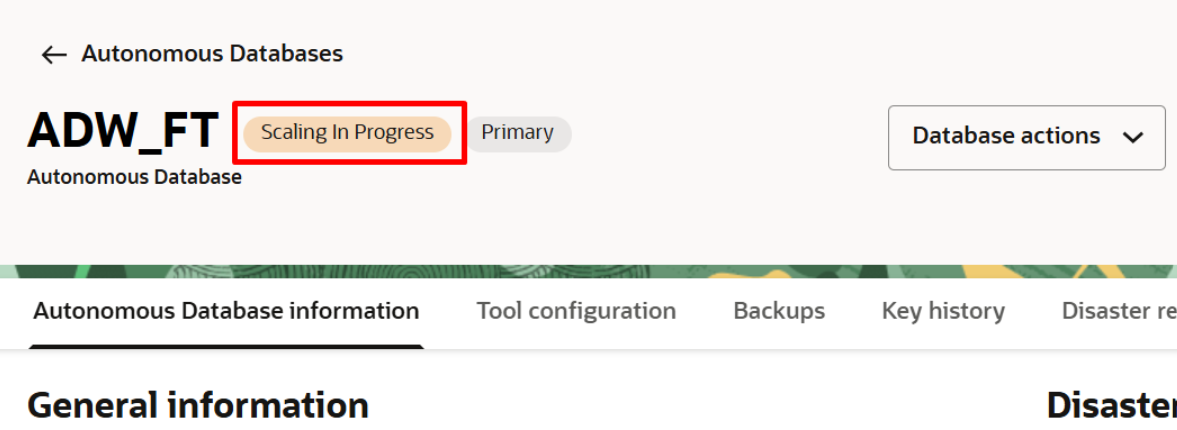 ← Autonomous Databases
ADW_FT Scaling In Progress Primary
Database actions
Autonomous Database
Autonomous Database information Tool configuration Backups Key history Disaster re
General information
Disaster